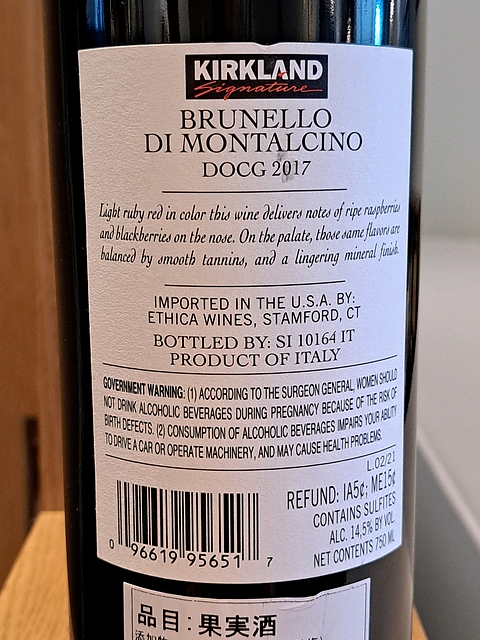 KIRKLAND
Signature
BRUNELLO
DI MONTALCINO
DOCG 2017
Light ruby red in color this wine delivers notes of ripe raspberries
and blackberries on the nose. On the palate, those same flavors are
balanced by smooth tannins, and a lingering mineral finish.
IMPORTED IN THE U.S.A. BY:
ETHICA WINES, STAMFORD, CT
BOTTLED BY: SI 10164 IT
PRODUCT OF ITALY
GOVERNMENT WARNING: (1) ACCORDING TO THE SURGEON GENERAL, WOMEN SHOULD
NOT DRINK ALCOHOLIC BEVERAGES DURING PREGNANCY BECAUSE OF THE RISK OF
BIRTH DEFECTS. (2) CONSUMPTION OF ALCOHOLIC BEVERAGES IMPAIRS YOUR ABILITY
TO DRIVE A CAR OR OPERATE MACHINERY, AND MAY CAUSE HEALTH PROBLEMS.
L.02/21
REFUND: IA5¢; ME15¢
CONTAINS SULFITES
ALC. 14,5% BY VOL.
NET CONTENTS 750 ML
0 96619 95651 7
品目:果実酒